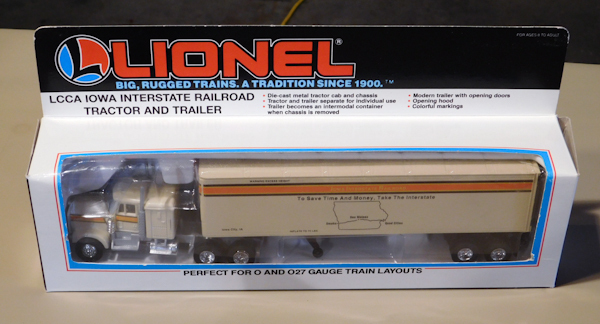 FOR AGES 8 TO ADULT
LIONEL®
BIG, RUGGED TRAINS. A TRADITION SINCE 1900.™
LCCA IOWA INTERSTATE RAILROAD
TRACTOR AND TRAILER
• Die-cast metal tractor cab and chassis
• Tractor and trailer separate for individual use
• Trailer becomes an intermodal container
when chassis is removed
• Modern trailer with opening doors
• Opening hood
• Colorful markings
To Save Time And Money, Take The Interstate
Des Moines
PERFECT FOR O AND O27 GAUGE TRAIN LAYOUTS